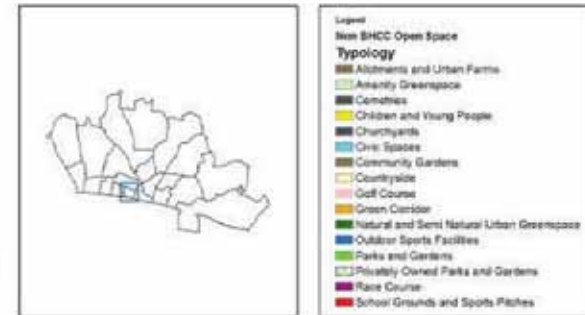 Legend
Non BHCC Open Space
Typology
Allotments and Urban Farms
Amenity Greenspace
Cemetries
Children and Young People
Churchyards
Civic Spaces
Community Gardens
Countryside
Golf Course
Green Corridor
Natural and Semi Natural Urban Greenspace
Outdoor Sports Facilities
Parks and Gardens
Privately Owned Parks and Gardens
Race Course
School Grounds and Sports Pitches